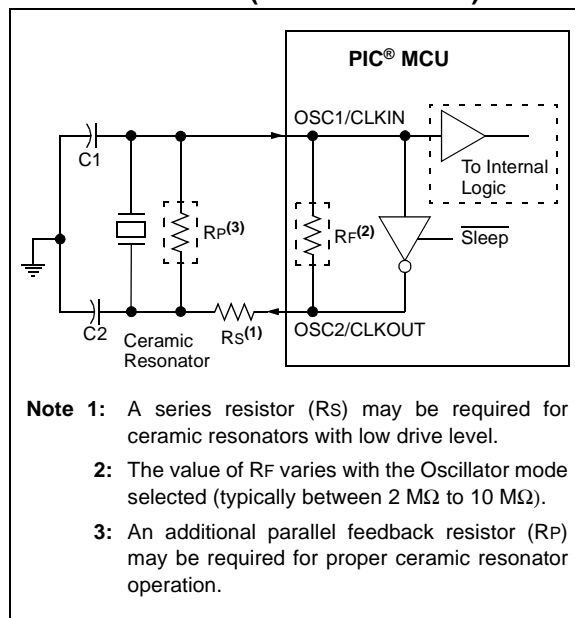 PIC® MCU
OSC1/CLKIN
C1
To Internal
Logic
RP(3)
RF(2)
Sleep
C2
Ceramic
Resonator
RS(1)
OSC2/CLKOUT
Note 1: A series resistor (RS) may be required for
ceramic resonators with low drive level.
2: The value of RF varies with the Oscillator mode
selected (typically between 2 MΩ to 10 MΩ).
3: An additional parallel feedback resistor (RP)
may be required for proper ceramic resonator
operation.